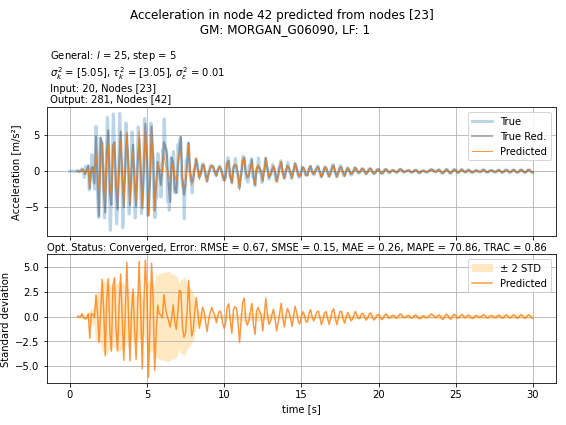 Acceleration in node 42 predicted from nodes [23]
GM: MORGAN_G06090, LF: 1
General: l = 25, step = 5
σ²ₖ = [5.05], τ²ₖ = [3.05], σ²ε = 0.01
Input: 20, Nodes [23]
Output: 281, Nodes [42]
Acceleration [m/s²]
5
0
−5
True
True Red.
Predicted
Opt. Status: Converged, Error: RMSE = 0.67, SMSE = 0.15, MAE = 0.26, MAPE = 70.86, TRAC = 0.86
Standard deviation
5.0
2.5
0.0
−2.5
−5.0
± 2 STD
Predicted
0 5 10 15 20 25 30
time [s]